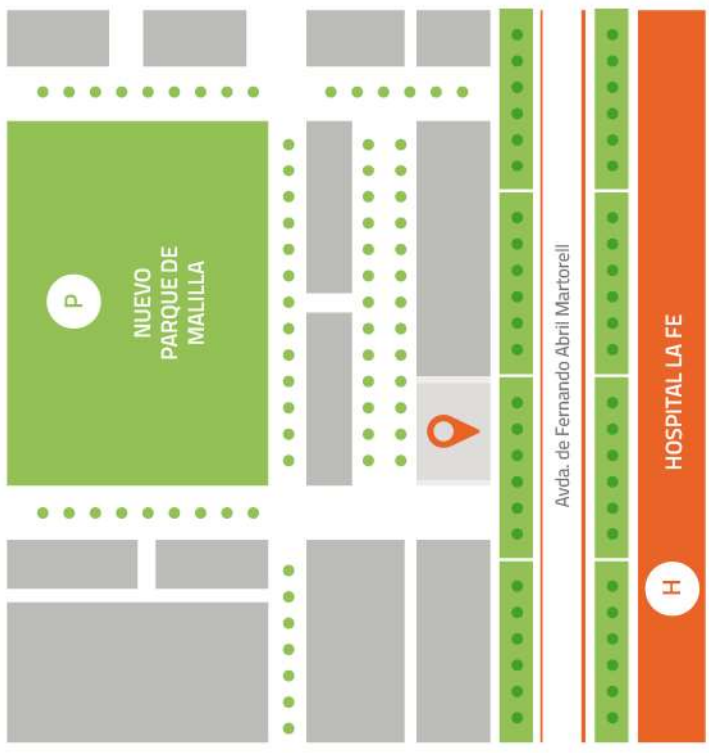 P
NUEVO
PARQUE DE
MALILLA
Avda. de Fernando Abril Martorell
HOSPITAL LA FE
H